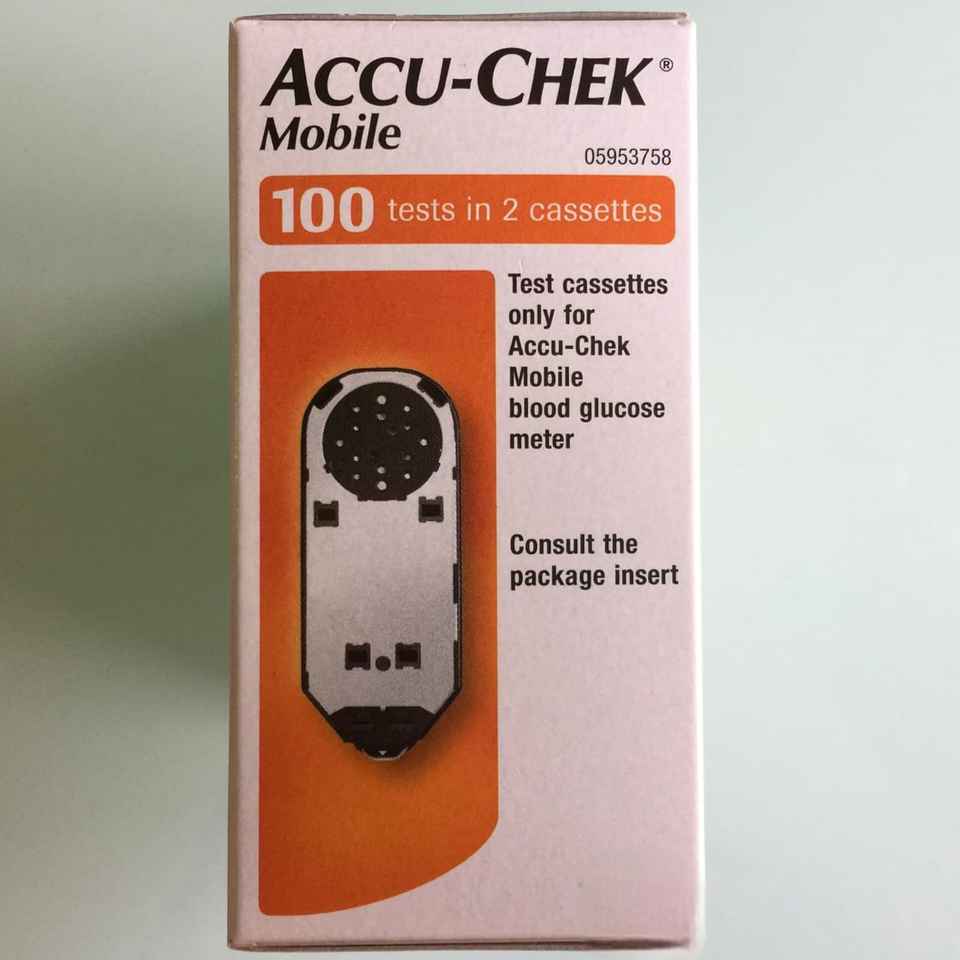 ACCU-CHEK®
Mobile
05953758
100 tests in 2 cassettes
Test cassettes
only for
Accu-Chek
Mobile
blood glucose
meter
Consult the
package insert